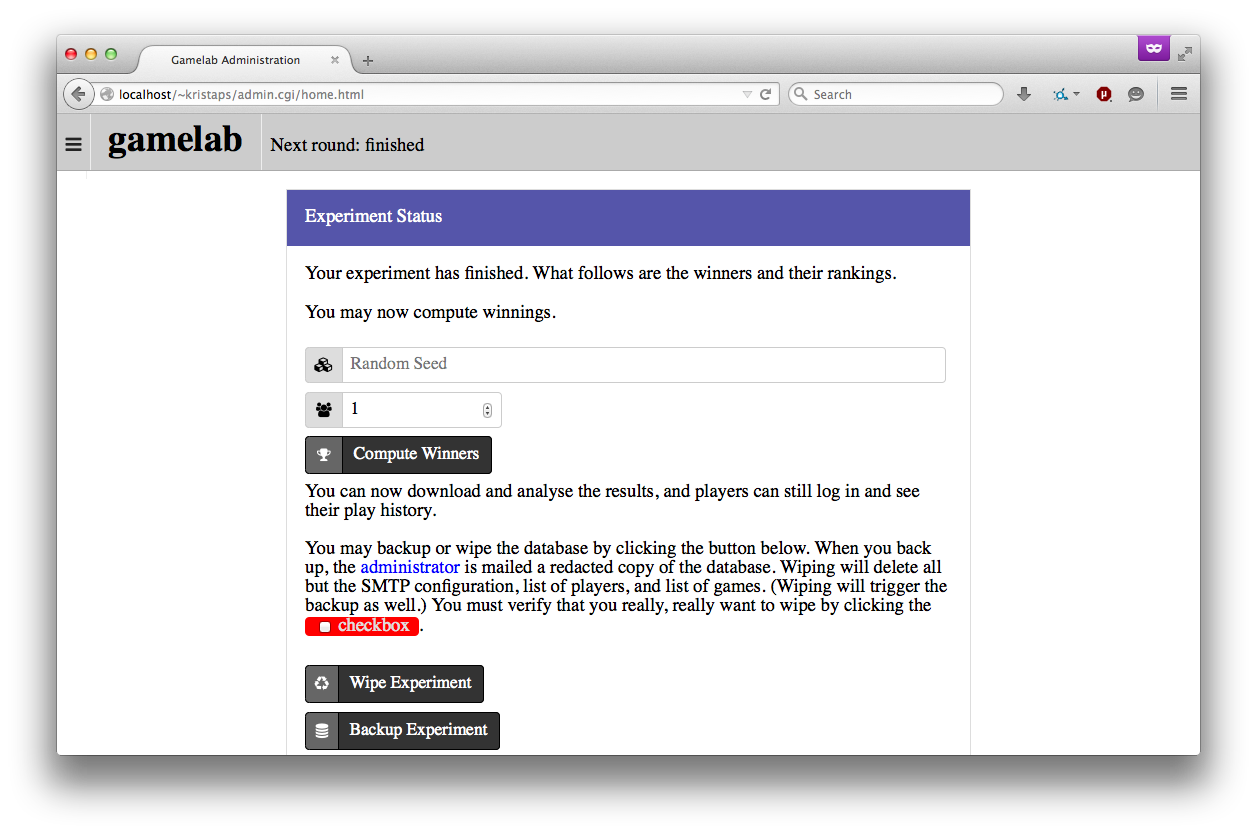 Gamelab Administration
localhost/~kristaps/admin.cgi/home.html
Search
gamelab
Next round: finished
Experiment Status
Your experiment has finished. What follows are the winners and their rankings.
You may now compute winnings.
Random Seed
1
Compute Winners
You can now download and analyse the results, and players can still log in and see
their play history.
You may backup or wipe the database by clicking the button below. When you back
up, the administrator is mailed a redacted copy of the database. Wiping will delete all
but the SMTP configuration, list of players, and list of games. (Wiping will trigger the
backup as well.) You must verify that you really, really want to wipe by clicking the
checkbox.
Wipe Experiment
Backup Experiment